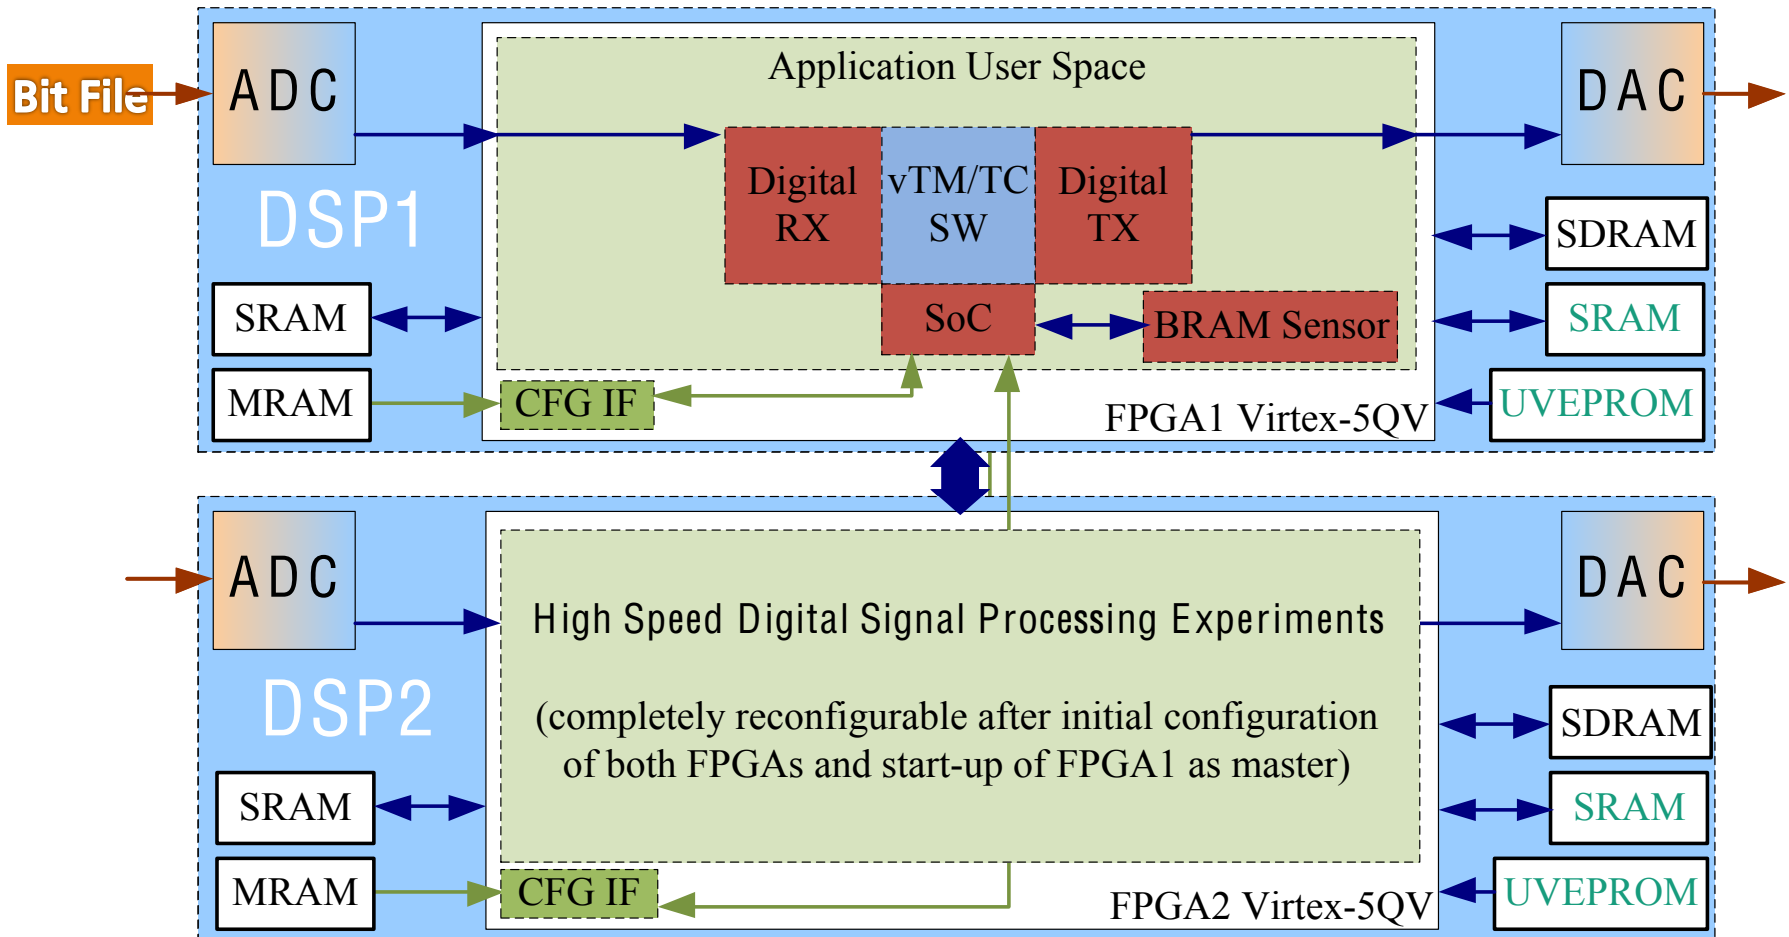 Bit File
ADC
Application User Space
DAC
Digital
RX
vTM/TC
SW
Digital
TX
DSP1
SDRAM
SRAM
SoC
BRAM Sensor
SRAM
MRAM
CFG IF
FPGA1 Virtex-5QV
UVEPROM
ADC
DAC
High Speed Digital Signal Processing Experiments
DSP2
(completely reconfigurable after initial configuration
of both FPGAs and start-up of FPGA1 as master)
SDRAM
SRAM
SRAM
MRAM
CFG IF
FPGA2 Virtex-5QV
UVEPROM